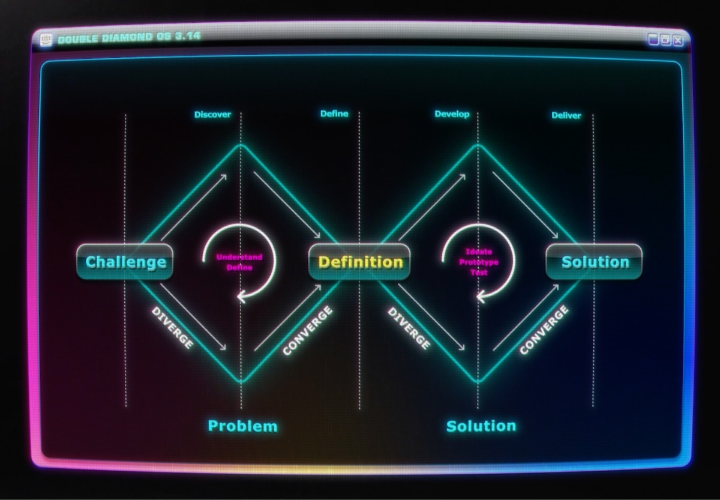 DOUBLE DIAMOND OS 3.14
Discover
Define
Develop
Deliver
Challenge
Understand
Define
Definition
Ideate
Prototype
Test
Solution
DIVERGE
CONVERGE
DIVERGE
CONVERGE
Problem
Solution